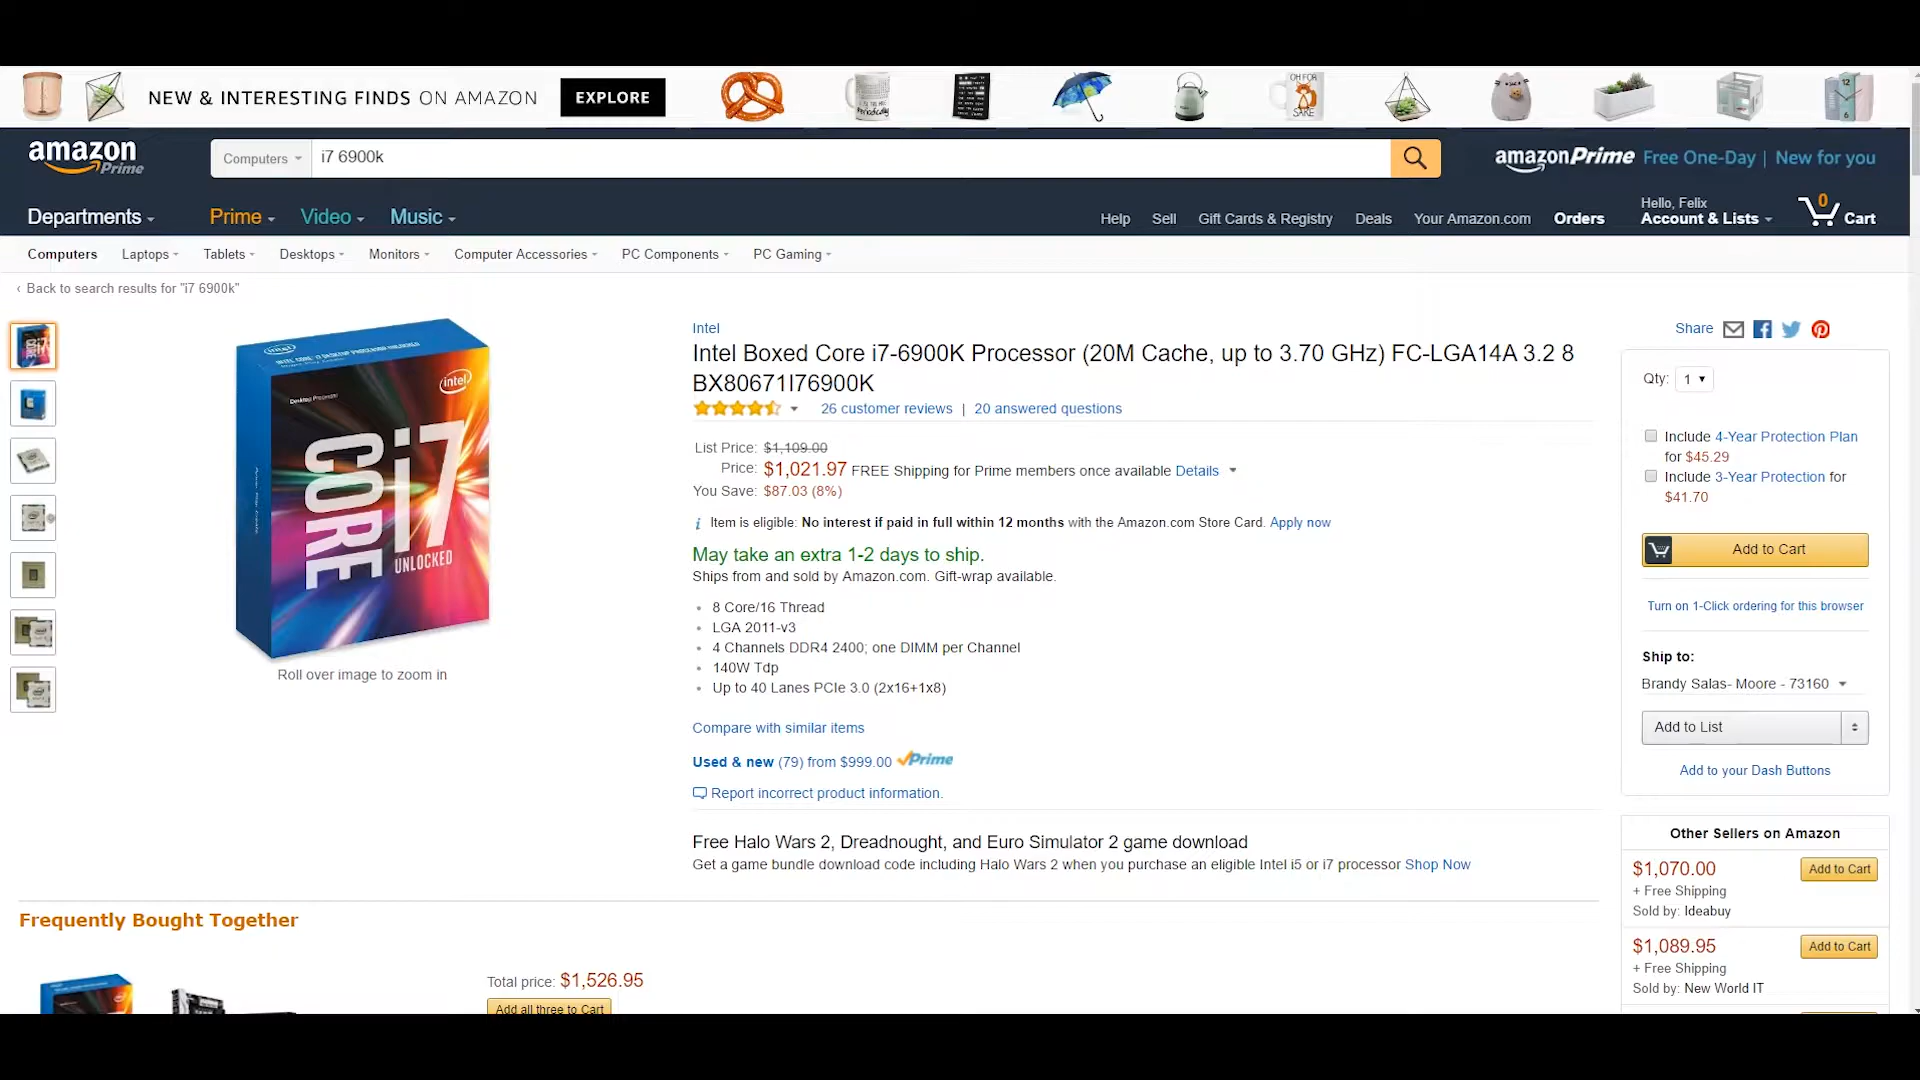 NEW & INTERESTING FINDS ON AMAZON EXPLORE
OH FOR
SAKE
amazon Prime
Computers
i7 6900k
amazonPrime Free One-Day | New for you
Departments Prime Video Music
Help Sell Gift Cards & Registry Deals Your Amazon.com Orders
Hello, Felix
Account & Lists
0 Cart
Computers Laptops Tablets Desktops Monitors Computer Accessories PC Components PC Gaming
‹ Back to search results for "i7 6900k"
intel
intel
CORE i7
UNLOCKED
Roll over image to zoom in
Intel
Intel Boxed Core i7-6900K Processor (20M Cache, up to 3.70 GHz) FC-LGA14A 3.2 8
BX80671I76900K
26 customer reviews | 20 answered questions
List Price: $1,109.00
Price: $1,021.97 FREE Shipping for Prime members once available Details
You Save: $87.03 (8%)
i Item is eligible: No interest if paid in full within 12 months with the Amazon.com Store Card. Apply now
May take an extra 1-2 days to ship.
Ships from and sold by Amazon.com. Gift-wrap available.
8 Core/16 Thread
LGA 2011-v3
4 Channels DDR4 2400; one DIMM per Channel
140W Tdp
Up to 40 Lanes PCIe 3.0 (2x16+1x8)
Compare with similar items
Used & new (79) from $999.00 Prime
Report incorrect product information.
Free Halo Wars 2, Dreadnought, and Euro Simulator 2 game download
Get a game bundle download code including Halo Wars 2 when you purchase an eligible Intel i5 or i7 processor Shop Now
Share
Qty: 1
Include 4-Year Protection Plan
for $45.29
Include 3-Year Protection for
$41.70
Add to Cart
Turn on 1-Click ordering for this browser
Ship to:
Brandy Salas- Moore - 73160
Add to List
Add to your Dash Buttons
Other Sellers on Amazon
$1,070.00 Add to Cart
+ Free Shipping
Sold by: Ideabuy
$1,089.95 Add to Cart
+ Free Shipping
Sold by: New World IT
Frequently Bought Together
Total price: $1,526.95
Add all three to Cart